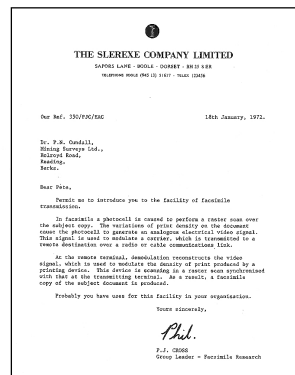 THE SLEREXE COMPANY LIMITED
SAPORS LANE - BOOLE - DORSET - BH 25 8 ER
TELEPHONE BOOLE (945 13) 51617 - TELEX 123456
Our Ref. 350/PJC/EAC 18th January, 1972.
Dr. P.N. Cundall,
Mining Surveys Ltd.,
Holroyd Road,
Reading,
Berks.
Dear Pete,
Permit me to introduce you to the facility of facsimile
transmission.
In facsimile a photocell is caused to perform a raster scan over
the subject copy. The variations of print density on the document
cause the photocell to generate an analogous electrical video signal.
This signal is used to modulate a carrier, which is transmitted to a
remote destination over a radio or cable communications link.
At the remote terminal, demodulation reconstructs the video
signal, which is used to modulate the density of print produced by a
printing device. This device is scanning in a raster scan synchronised
with that at the transmitting terminal. As a result, a facsimile
copy of the subject document is produced.
Probably you have uses for this facility in your organisation.
Yours sincerely,
Phil.
P.J. CROSS
Group Leader - Facsimile Research